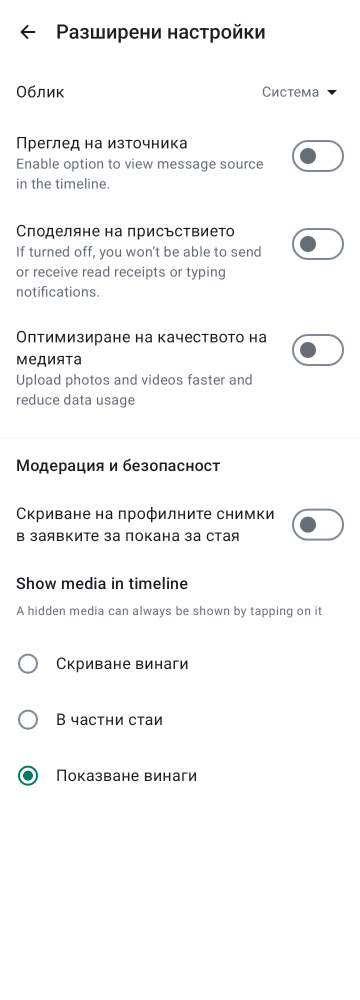 Разширени настройки
Облик
Система
Преглед на източника
Enable option to view message source
in the timeline.
Споделяне на присъствието
If turned off, you won’t be able to send
or receive read receipts or typing
notifications.
Оптимизиране на качеството на
медията
Upload photos and videos faster and
reduce data usage
Модерация и безопасност
Скриване на профилните снимки
в заявките за покана за стая
Show media in timeline
A hidden media can always be shown by tapping on it
Скриване винаги
В частни стаи
Показване винаги